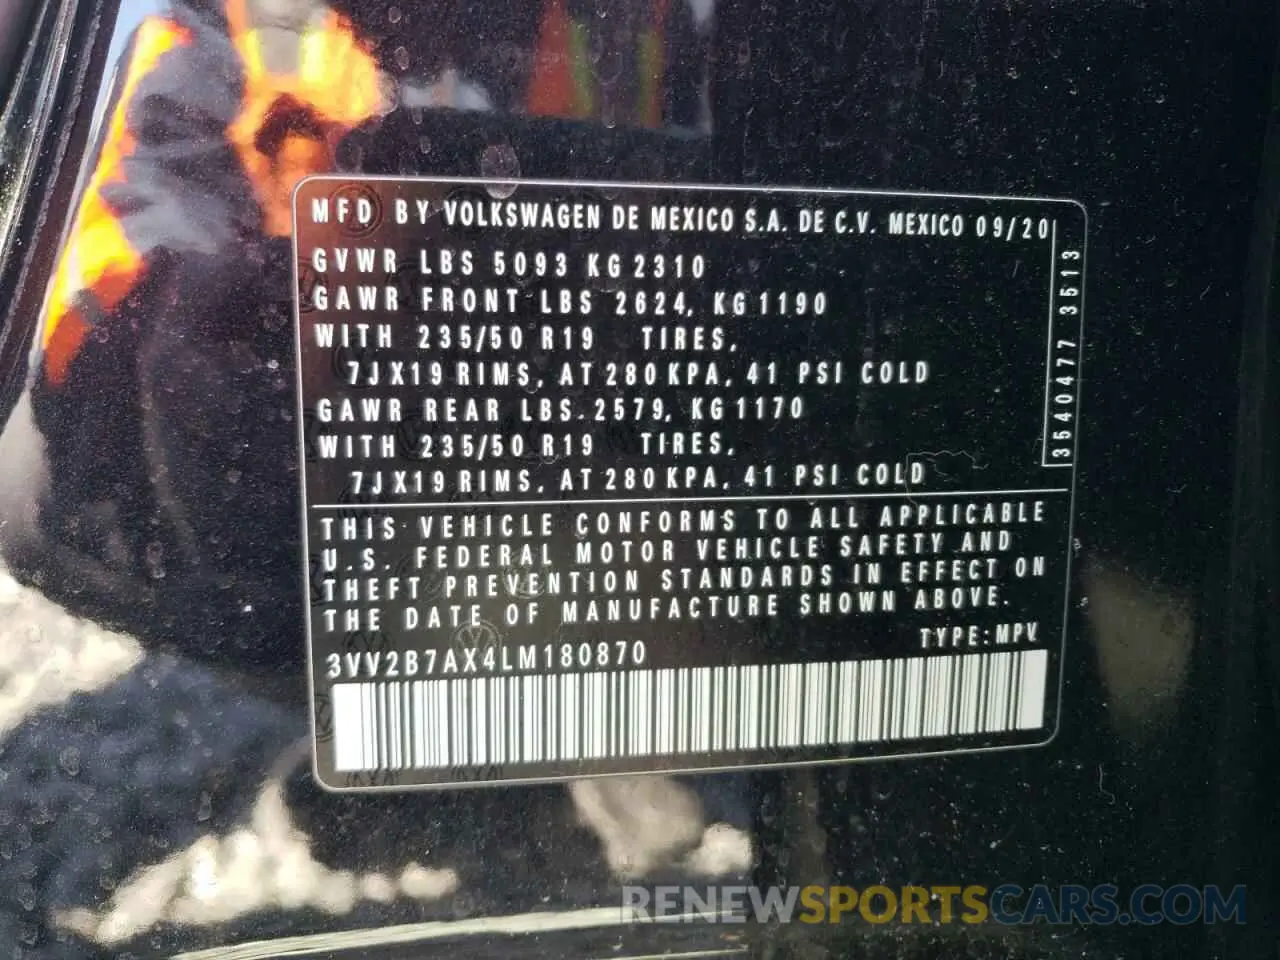 MFD BY VOLKSWAGEN DE MEXICO S.A. DE C.V. MEXICO 09/20
GVWR LBS 5093 KG 2310
GAWR FRONT LBS 2624, KG 1190
WITH 235/50 R19 TIRES,
7JX19 RIMS, AT 280 KPA, 41 PSI COLD
GAWR REAR LBS. 2579, KG 1170
WITH 235/50 R19 TIRES,
7JX19 RIMS, AT 280 KPA, 41 PSI COLD
3540477 3513
THIS VEHICLE CONFORMS TO ALL APPLICABLE
U.S. FEDERAL MOTOR VEHICLE SAFETY AND
THEFT PREVENTION STANDARDS IN EFFECT ON
THE DATE OF MANUFACTURE SHOWN ABOVE.
TYPE:MPV
3VV2B7AX4LM180870
RENEWSPORTSCARS.COM